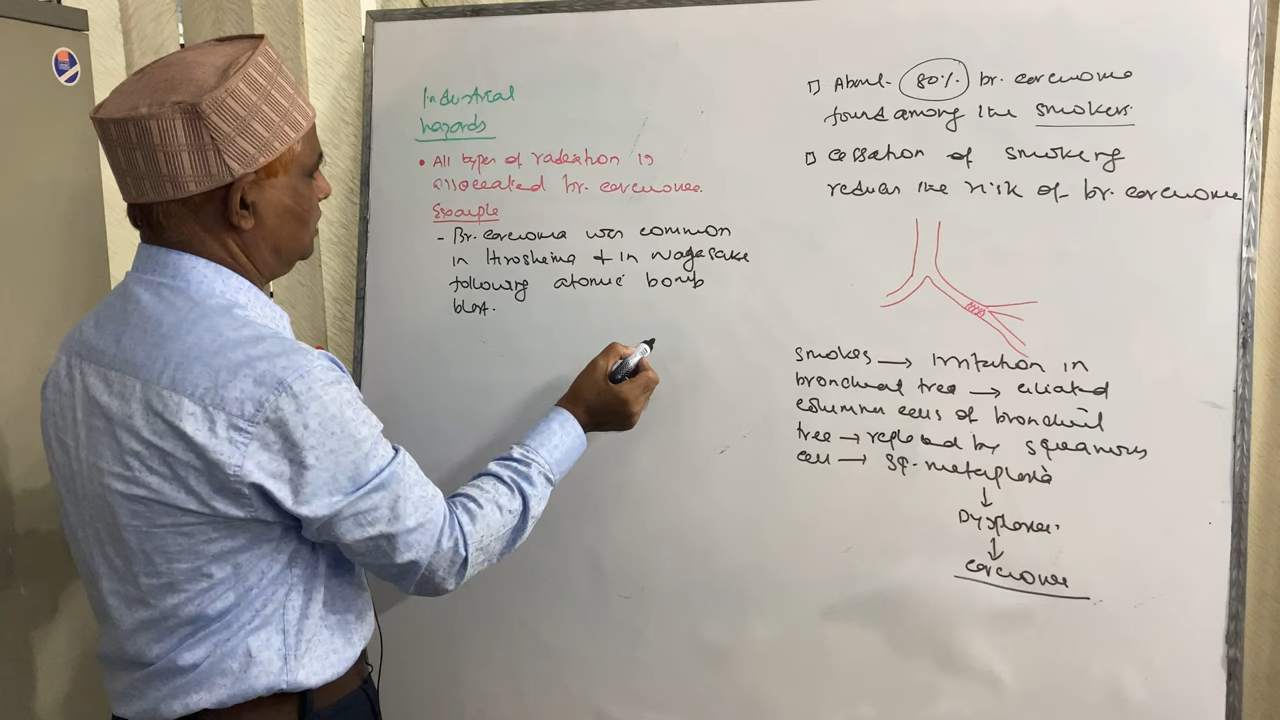 Industrial
hazards
• All types of radiation is
associated br. carcinoma.
Example
- Br. carcinoma was common
in Hiroshima & in Nagasake
following atomic bomb
blast.
□ About 80% br. carcinoma
found among the smokers.
□ cessation of smoking
reduces the risk of br. carcinoma
smokes → irritation in
bronchial tree → ciliated
column cells of bronchial
tree → replaced by squamous
cell → sq. metaplasia
↓
Dysplasia.
↓
carcinoma